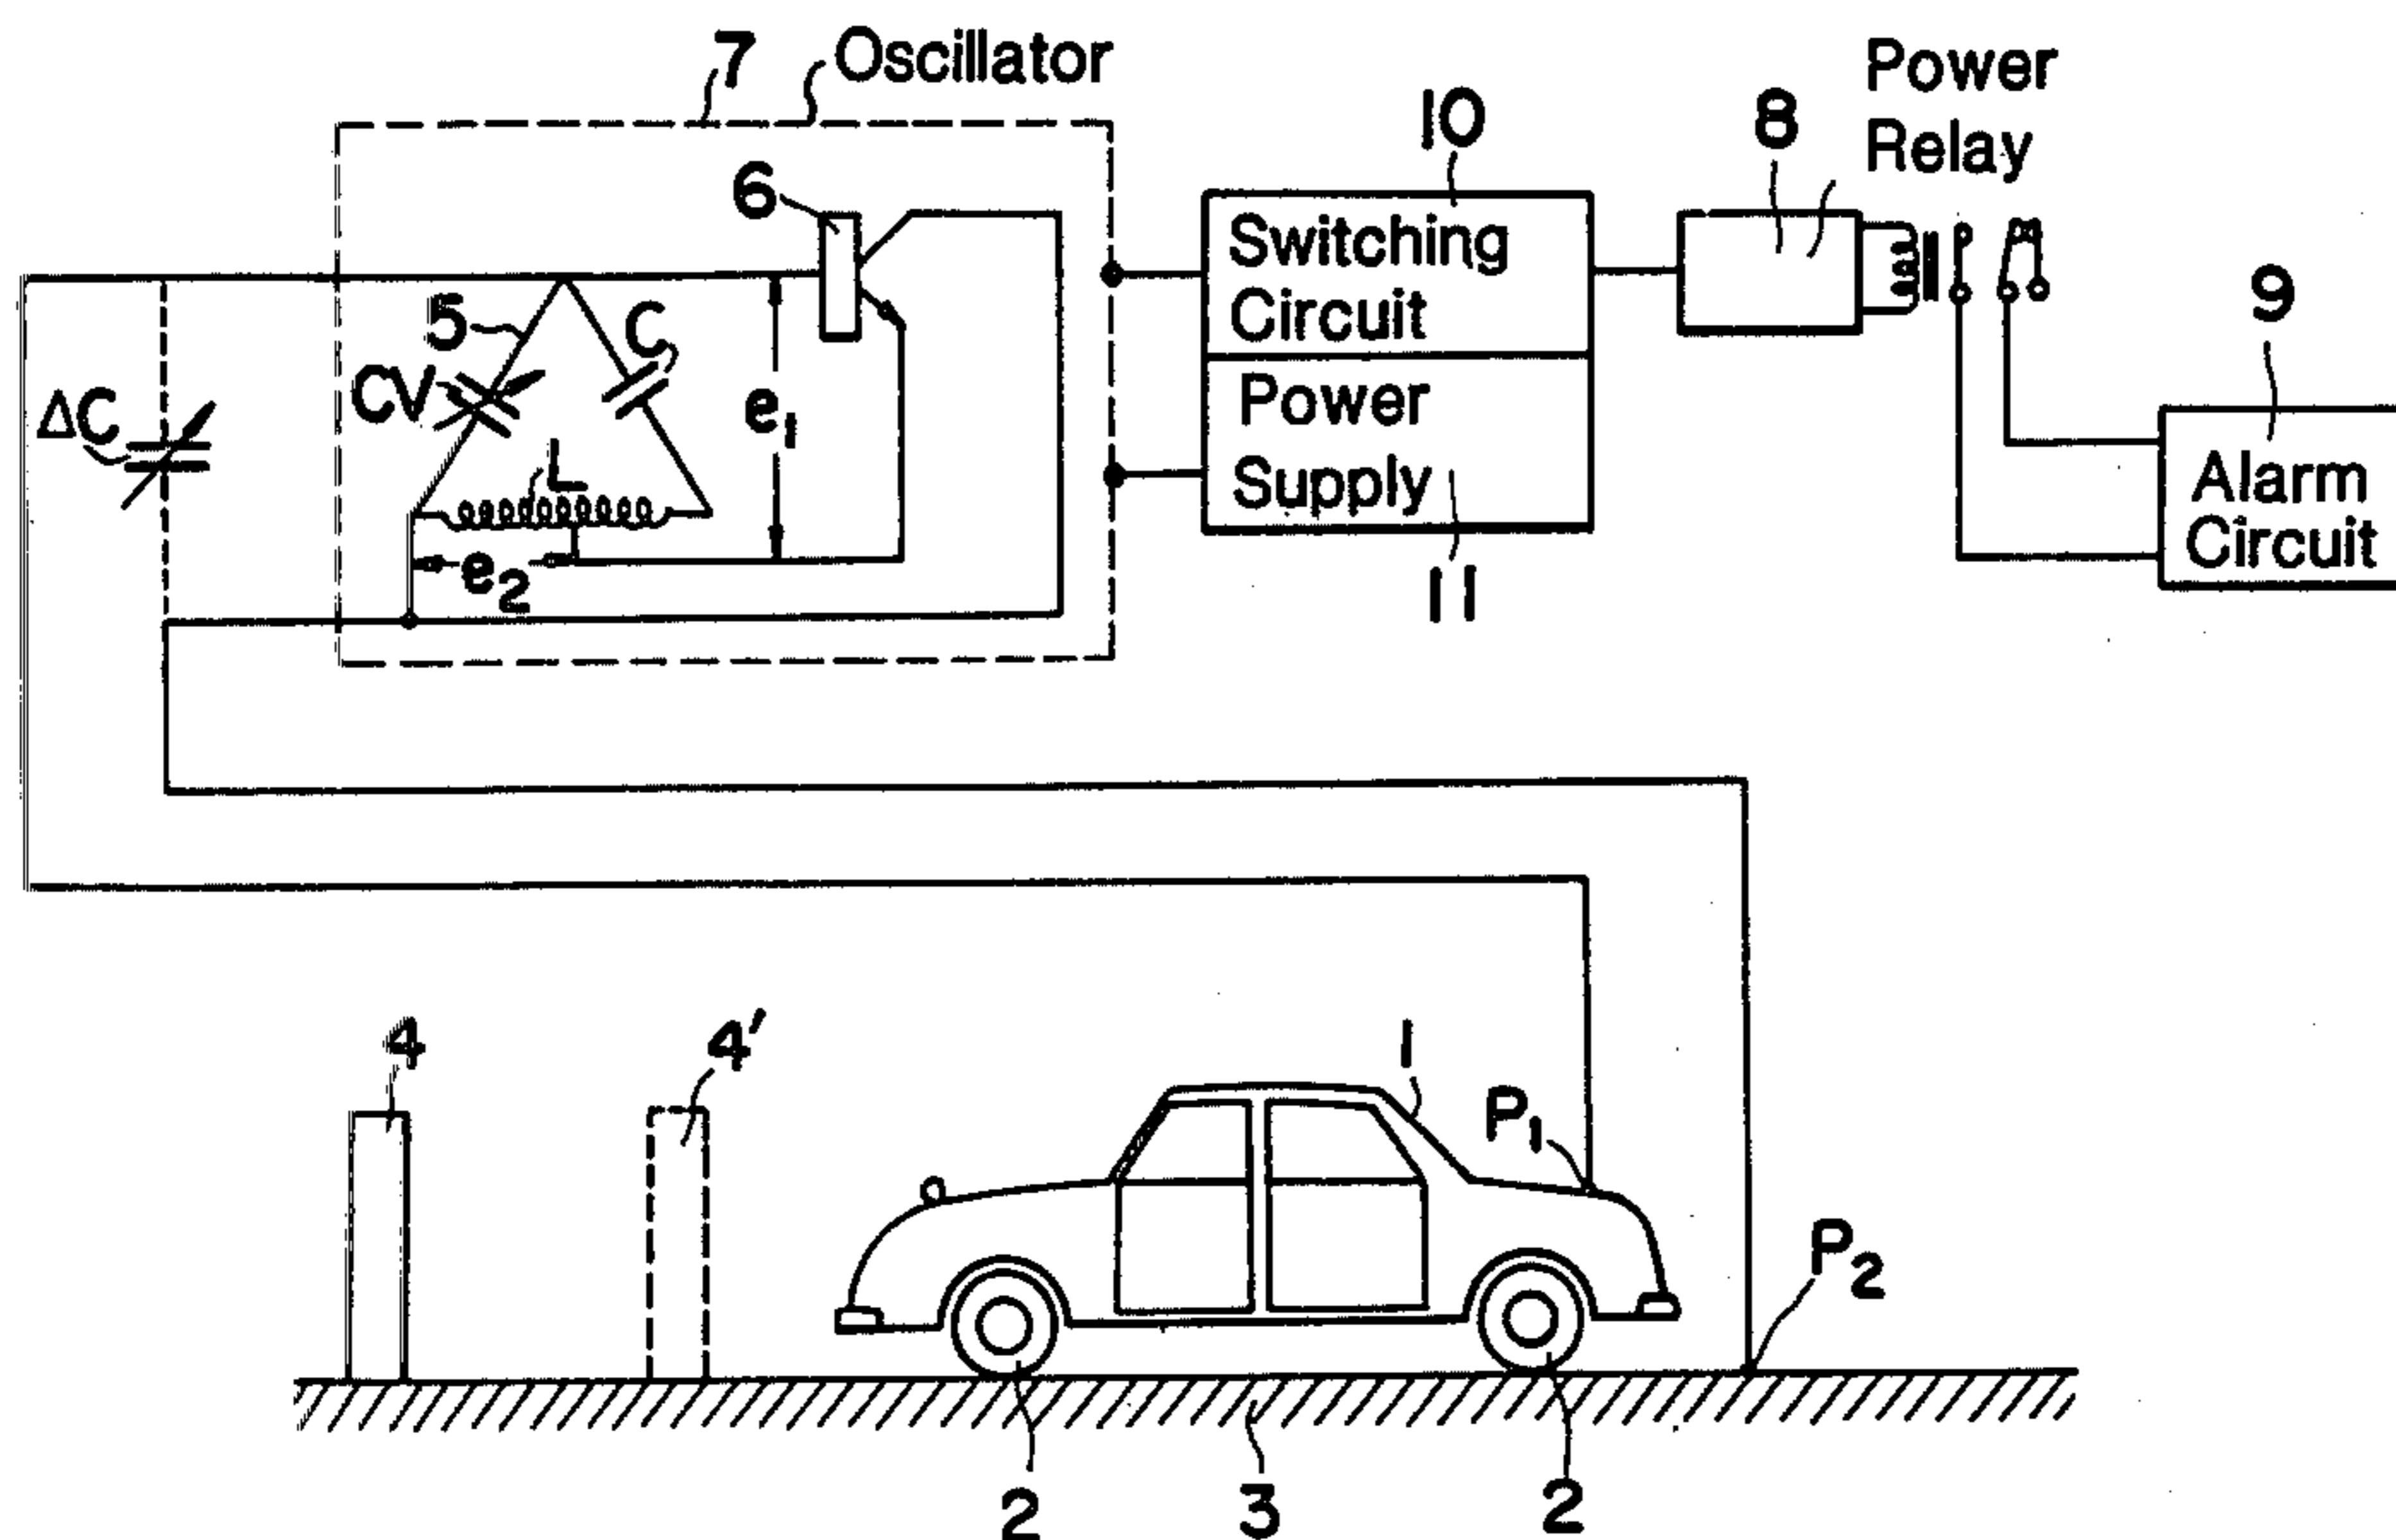 7
Oscillator
Power
Relay
10
8
6
Switching
Circuit
9
5
C
CV
ΔC
e₁
Power
Supply
L
Alarm
Circuit
e₂
11
4
4′
1
P₁
P₂
2
3
2